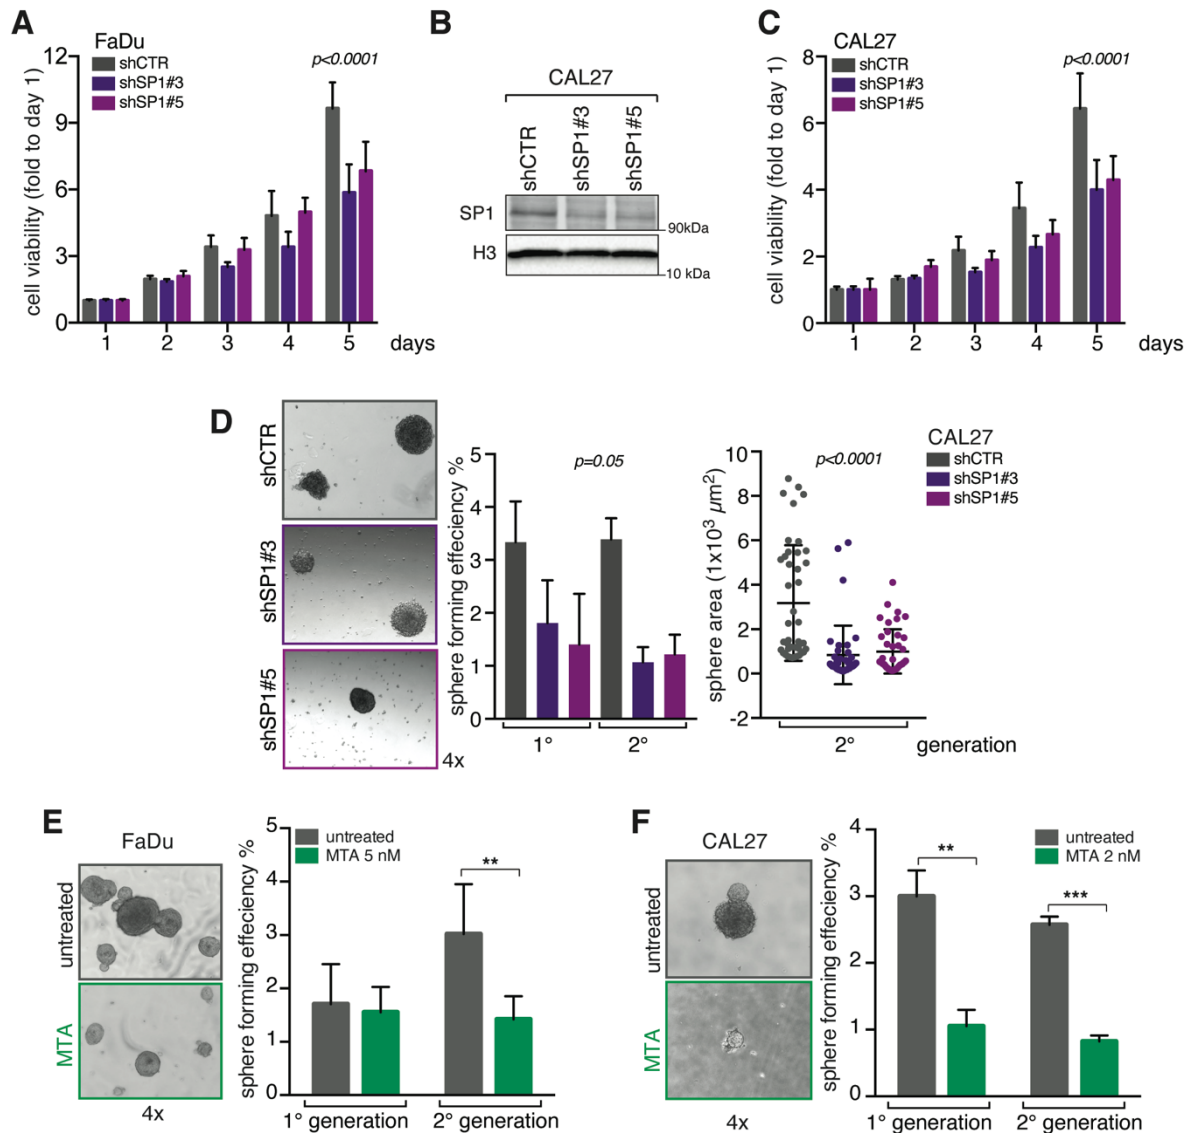 A
FaDu
shCTR
shSP1#3
shSP1#5
p<0.0001
cell viability (fold to day 1)
12
9
6
3
0
1 2 3 4 5 days
B
CAL27
shCTR
shSP1#3
shSP1#5
SP1
90kDa
H3
10 kDa
C
CAL27
shCTR
shSP1#3
shSP1#5
p<0.0001
cell viability (fold to day 1)
8
6
4
2
0
1 2 3 4 5 days
D
shCTR
shSP1#3
shSP1#5
4x
sphere forming effeciency %
5
4
3
2
1
0
p=0.05
1° 2°
sphere area (1x10³ µm²)
10
8
6
4
2
0
-2
p<0.0001
2° generation
CAL27
shCTR
shSP1#3
shSP1#5
E
FaDu
untreated
MTA
4x
sphere forming effeciency %
5
4
3
2
1
0
untreated
MTA 5 nM
**
1° generation 2° generation
F
CAL27
untreated
MTA
4x
sphere forming effeciency %
4
3
2
1
0
untreated
MTA 2 nM
**
***
1° generation 2° generation